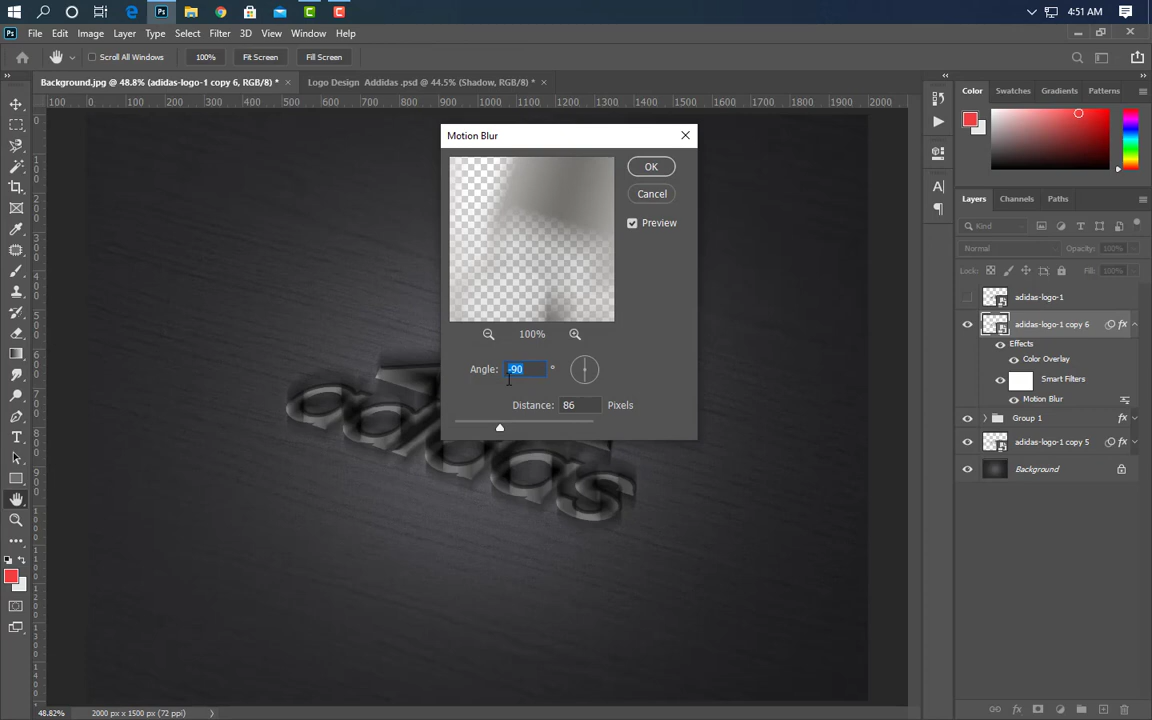 4:51 AM
Ps File Edit Image Layer Type Select Filter 3D View Window Help
Scroll All Windows 100% Fit Screen Fill Screen
Background.jpg @ 48.8% (adidas-logo-1 copy 6, RGB/8) * × Logo Design Addidas .psd @ 44.5% (Shadow, RGB/8) * ×
100 0 100 200 300 400 500 600 700 800 900 1000 1100 1200 1300 1400 1500 1600 1700 1800 1900 2000
Color Swatches Gradients Patterns
Motion Blur
OK
Cancel
Preview
100%
Angle: -90 °
Distance: 86 Pixels
Layers Channels Paths
Kind
Normal Opacity: 100%
Lock: Fill: 100%
adidas-logo-1
adidas-logo-1 copy 6 fx
Effects
Color Overlay
Smart Filters
Motion Blur
Group 1
adidas-logo-1 copy 5 fx
Background
adidas
48.82% 2000 px x 1500 px (72 ppi)